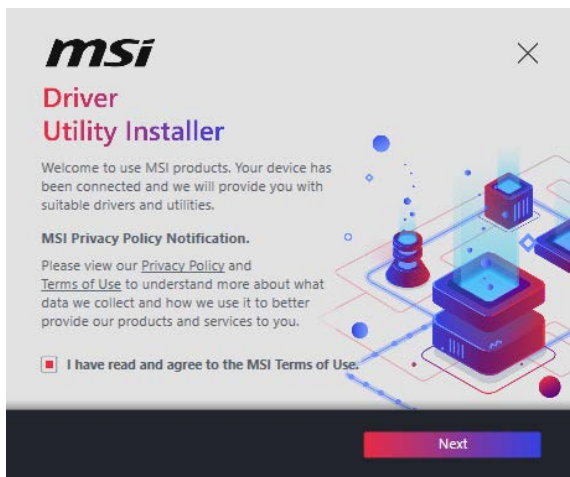 msi
Driver
Utility Installer
Welcome to use MSI products. Your device has
been connected and we will provide you with
suitable drivers and utilities.
MSI Privacy Policy Notification.
Please view our Privacy Policy and
Terms of Use to understand more about what
data we collect and how we use it to better
provide our products and services to you.
I have read and agree to the MSI Terms of Use.
Next